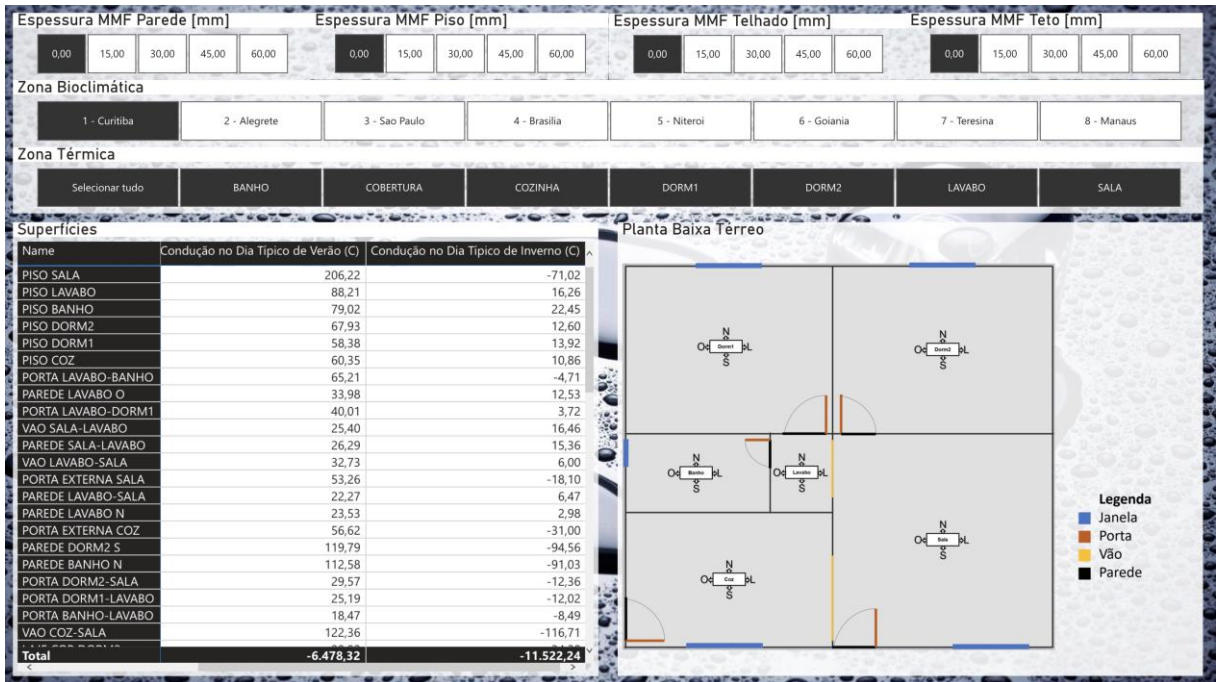 Espessura MMF Parede [mm] Espessura MMF Piso [mm] Espessura MMF Telhado [mm] Espessura MMF Teto [mm]
0,00 15,00 30,00 45,00 60,00 0,00 15,00 30,00 45,00 60,00 0,00 15,00 30,00 45,00 60,00 0,00 15,00 30,00 45,00 60,00
Zona Bioclimática
1 - Curitiba 2 - Alegrete 3 - Sao Paulo 4 - Brasilia 5 - Niteroi 6 - Goiania 7 - Teresina 8 - Manaus
Zona Térmica
Selecionar tudo BANHO COBERTURA COZINHA DORM1 DORM2 LAVABO SALA
Superfícies
Name Condução no Dia Típico de Verão (C) Condução no Dia Típico de Inverno (C)
PISO SALA 206,22 -71,02
PISO LAVABO 88,21 16,26
PISO BANHO 79,02 22,45
PISO DORM2 67,93 12,60
PISO DORM1 58,38 13,92
PISO COZ 60,35 10,86
PORTA LAVABO-BANHO 65,21 -4,71
PAREDE LAVABO O 33,98 12,53
PORTA LAVABO-DORM1 40,01 3,72
VAO SALA-LAVABO 25,40 16,46
PAREDE SALA-LAVABO 26,29 15,36
VAO LAVABO-SALA 32,73 6,00
PORTA EXTERNA SALA 53,26 -18,10
PAREDE LAVABO-SALA 22,27 6,47
PAREDE LAVABO N 23,53 2,98
PORTA EXTERNA COZ 56,62 -31,00
PAREDE DORM2 S 119,79 -94,56
PAREDE BANHO N 112,58 -91,03
PORTA DORM2-SALA 29,57 -12,36
PORTA DORM1-LAVABO 25,19 -12,02
PORTA BANHO-LAVABO 18,47 -8,49
VAO COZ-SALA 122,36 -116,71
Total -6.478,32 -11.522,24
Planta Baixa Térreo
N
O Dorm1 L
S
N
O Dorm2 L
S
N
O Banho L
S
N
O Lavabo L
S
N
O Sala L
S
N
O Coz L
S
Legenda
Janela
Porta
Vão
Parede